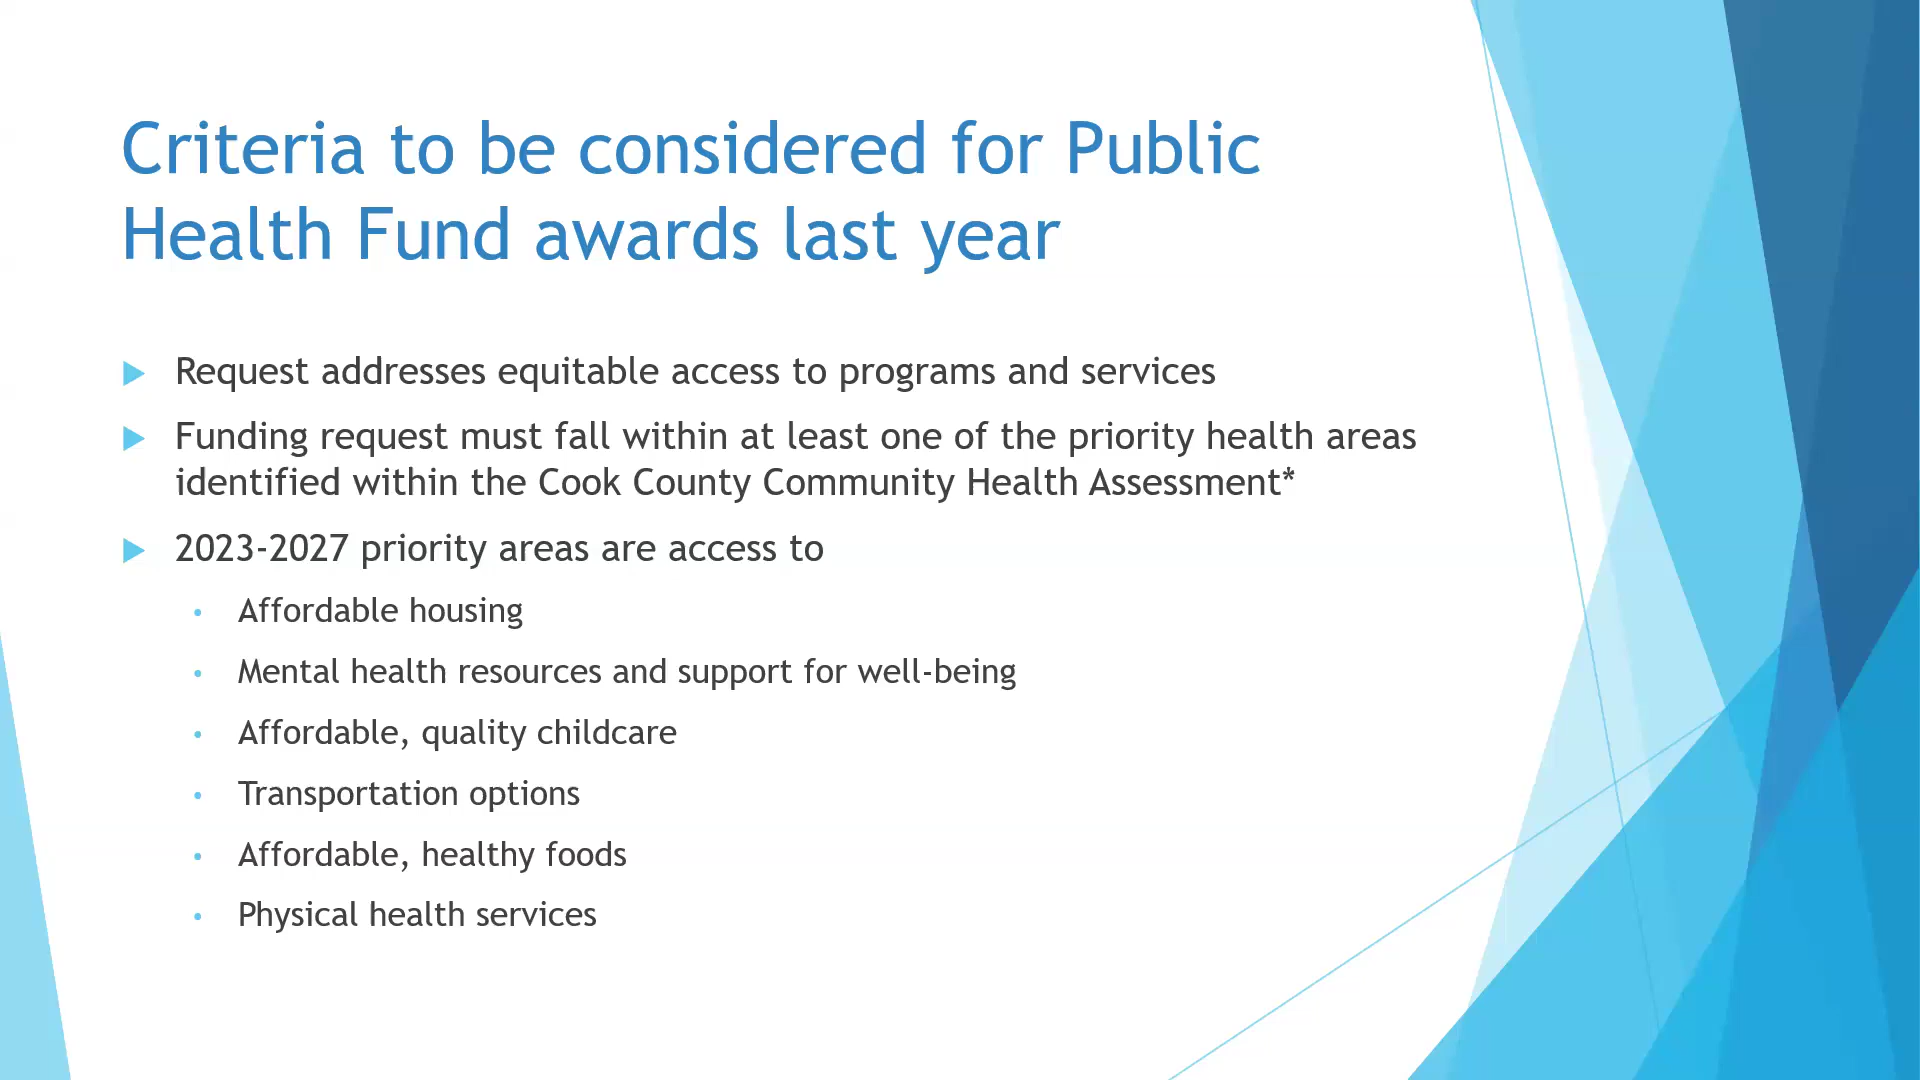 Criteria to be considered for Public
Health Fund awards last year
Request addresses equitable access to programs and services
Funding request must fall within at least one of the priority health areas
identified within the Cook County Community Health Assessment*
2023-2027 priority areas are access to
Affordable housing
Mental health resources and support for well-being
Affordable, quality childcare
Transportation options
Affordable, healthy foods
Physical health services